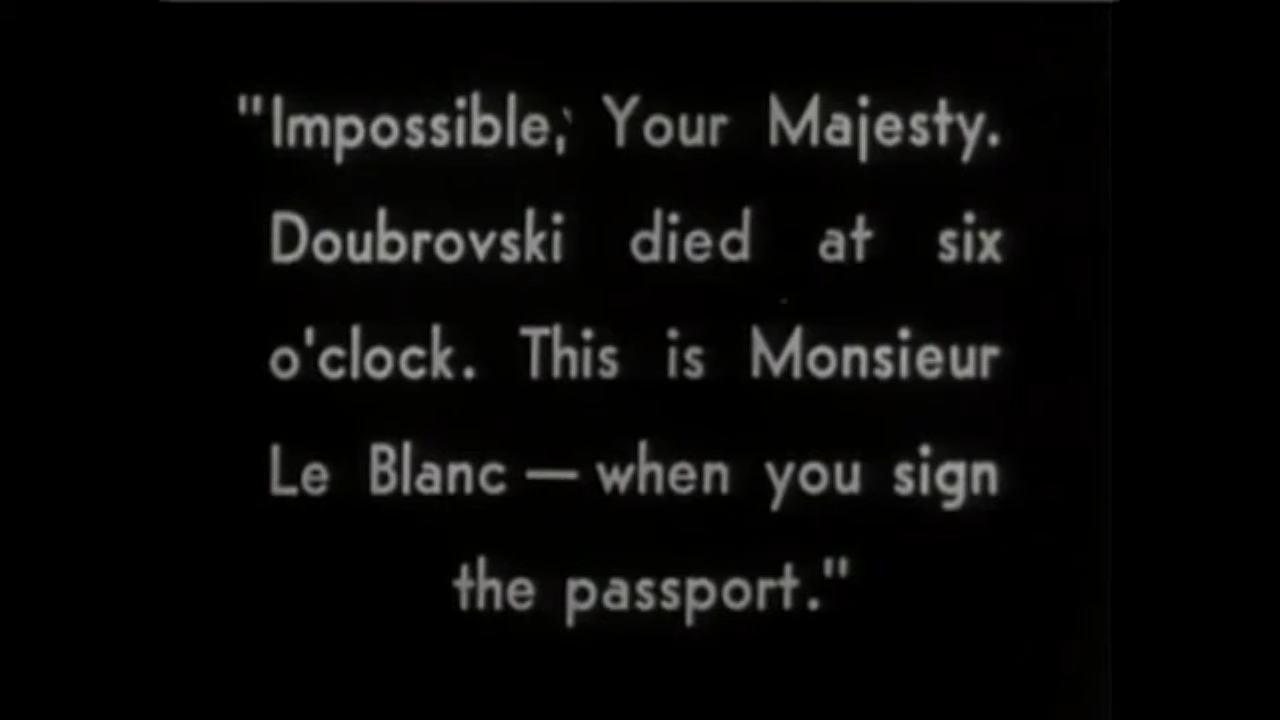 "Impossible, Your Majesty.
Doubrovski died at six
o'clock. This is Monsieur
Le Blanc — when you sign
the passport."